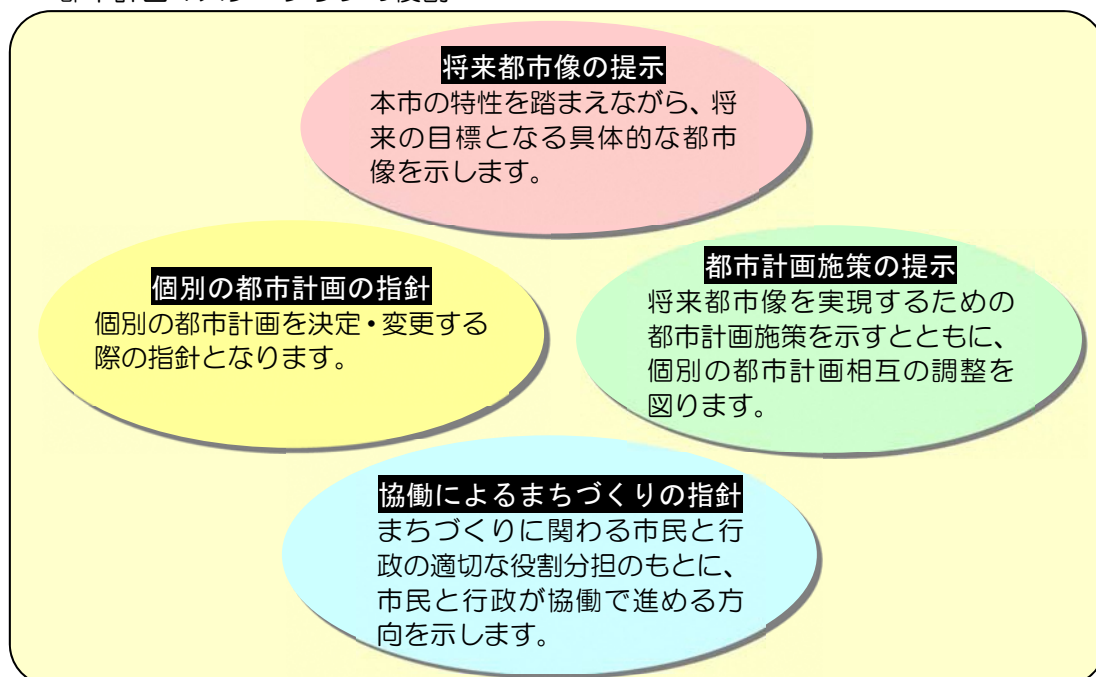 将来都市像の提示
本市の特性を踏まえながら、将
来の目標となる具体的な都市
像を示します。
個別の都市計画の指針
個別の都市計画を決定・変更する
際の指針となります。
都市計画施策の提示
将来都市像を実現するための
都市計画施策を示すとともに、
個別の都市計画相互の調整を
図ります。
協働によるまちづくりの指針
まちづくりに関わる市民と行
政の適切な役割分担のもとに、
市民と行政が協働で進める方
向を示します。